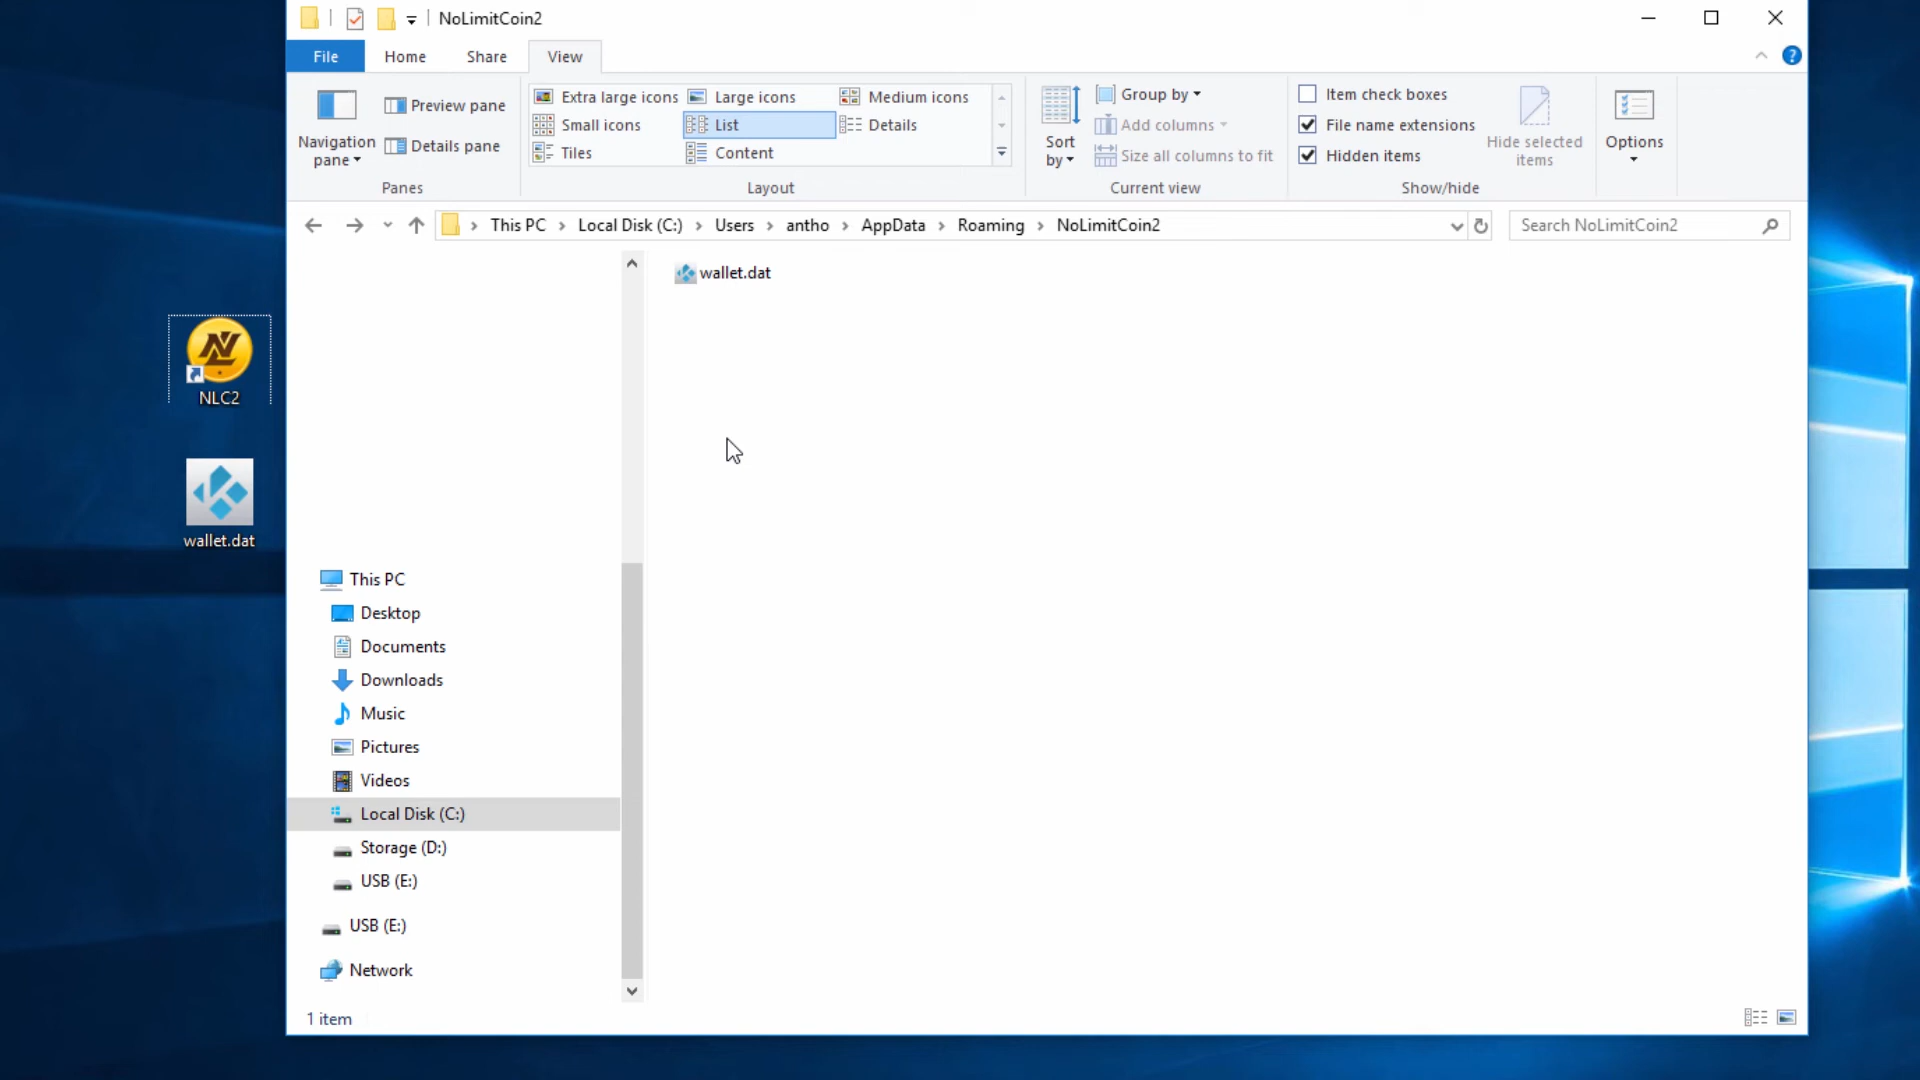 NoLimitCoin2
File Home Share View
Navigation pane
Preview pane
Details pane
Panes
Extra large icons Large icons Medium icons
Small icons List Details
Tiles Content
Layout
Sort by
Group by
Add columns
Size all columns to fit
Current view
Item check boxes
File name extensions
Hidden items
Hide selected items
Show/hide
Options
This PC Local Disk (C:) Users antho AppData Roaming NoLimitCoin2
Search NoLimitCoin2
wallet.dat
NLC2
wallet.dat
This PC
Desktop
Documents
Downloads
Music
Pictures
Videos
Local Disk (C:)
Storage (D:)
USB (E:)
USB (E:)
Network
1 item